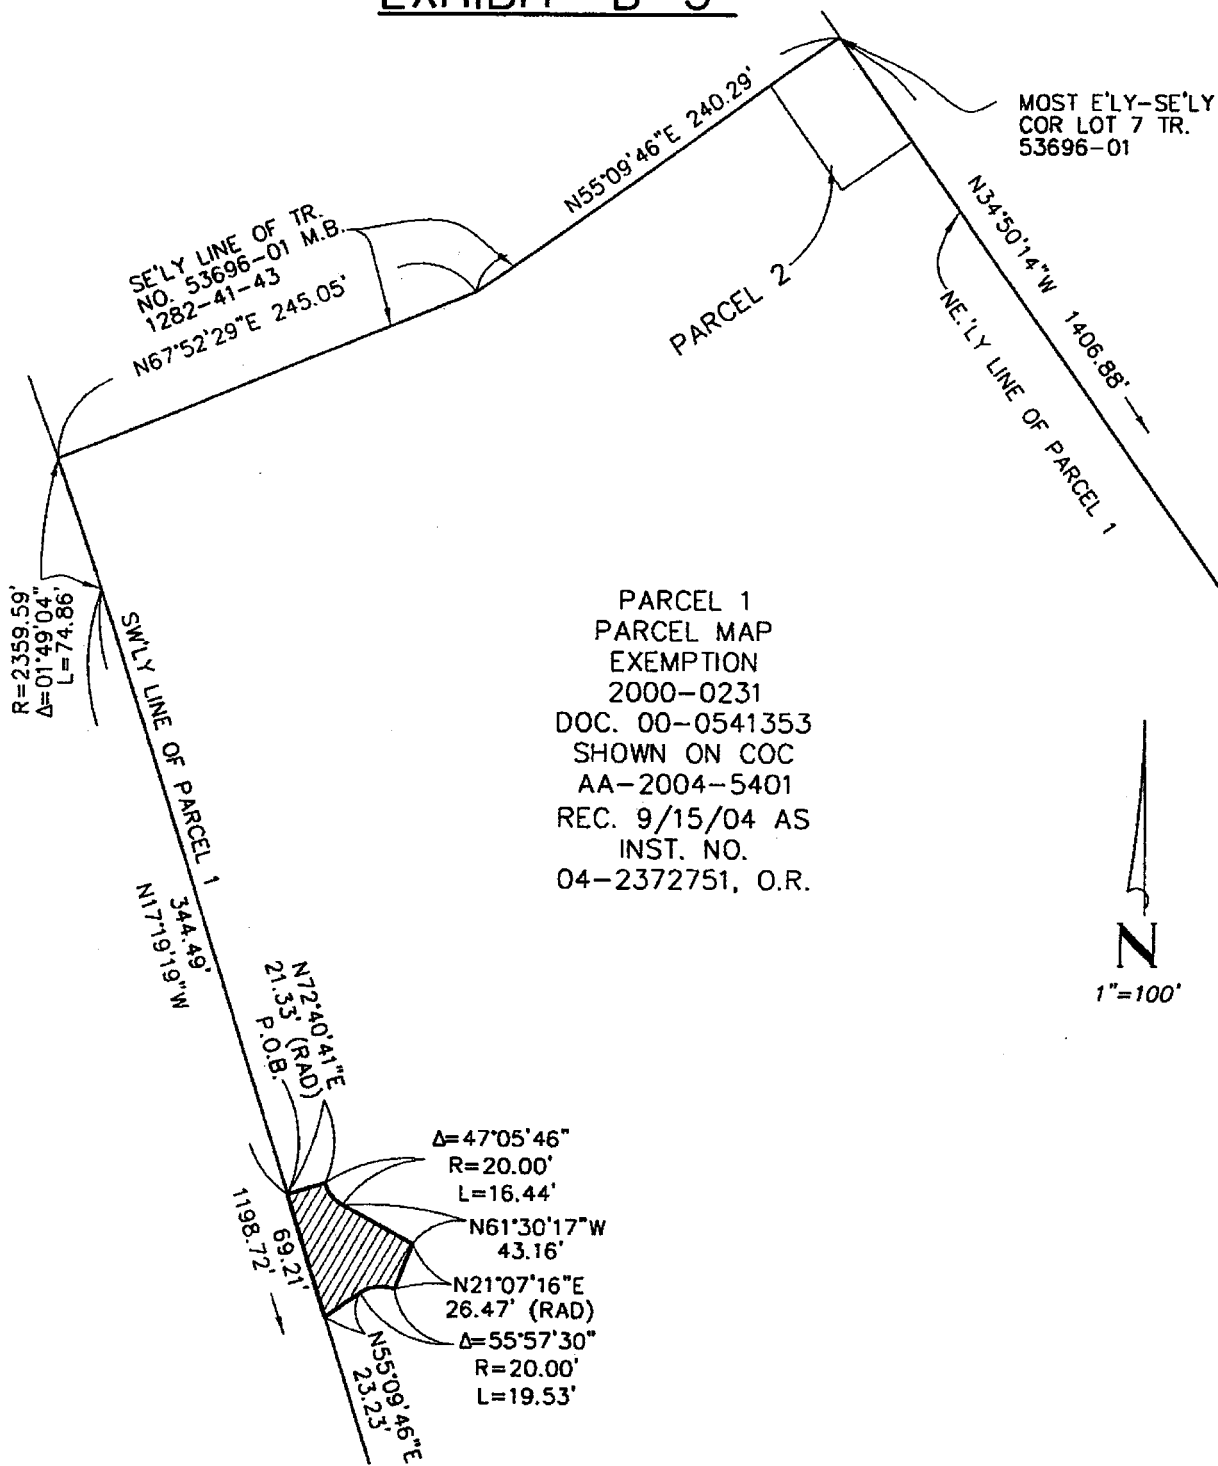 EXHIBIT "B-3"
MOST E'LY-SE'LY
COR LOT 7 TR.
53696-01
N55°09'46"E 240.29'
SE'LY LINE OF TR.
NO. 53696-01 M.B.
1282-41-43
N67°52'29"E 245.05'
PARCEL 2
N34°50'14"W 1406.88'
NE.'LY LINE OF PARCEL 1
R=2359.59'
Δ=01°49'04"
L=74.86'
SW'LY LINE OF PARCEL 1
PARCEL 1
PARCEL MAP
EXEMPTION
2000-0231
DOC. 00-0541353
SHOWN ON COC
AA-2004-5401
REC. 9/15/04 AS
INST. NO.
04-2372751, O.R.
344.49'
N17°19'19"W
N
1"=100'
N72°40'41"E
21.33' (RAD)
P.O.B.
Δ=47°05'46"
R=20.00'
L=16.44'
N61°30'17"W
43.16'
N21°07'16"E
26.47' (RAD)
Δ=55°57'30"
R=20.00'
L=19.53'
69.21'
1198.72'
N55°09'46"E
23.23'